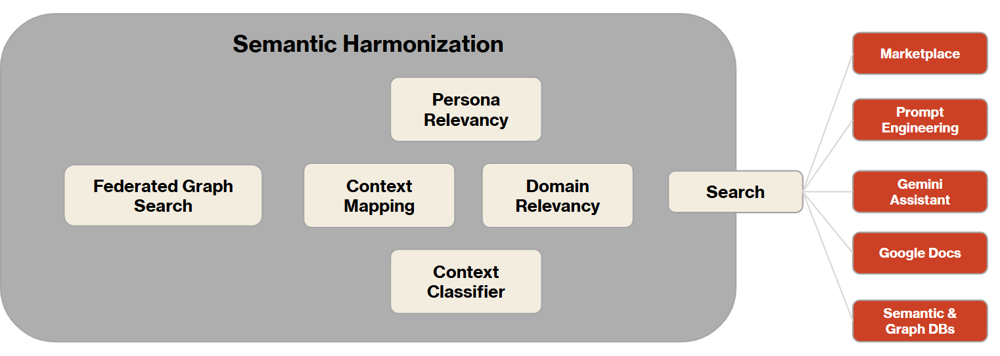 Semantic Harmonization
Persona
Relevancy
Federated Graph
Search
Context
Mapping
Domain
Relevancy
Context
Classifier
Search
Marketplace
Prompt
Engineering
Gemini
Assistant
Google Docs
Semantic &
Graph DBs